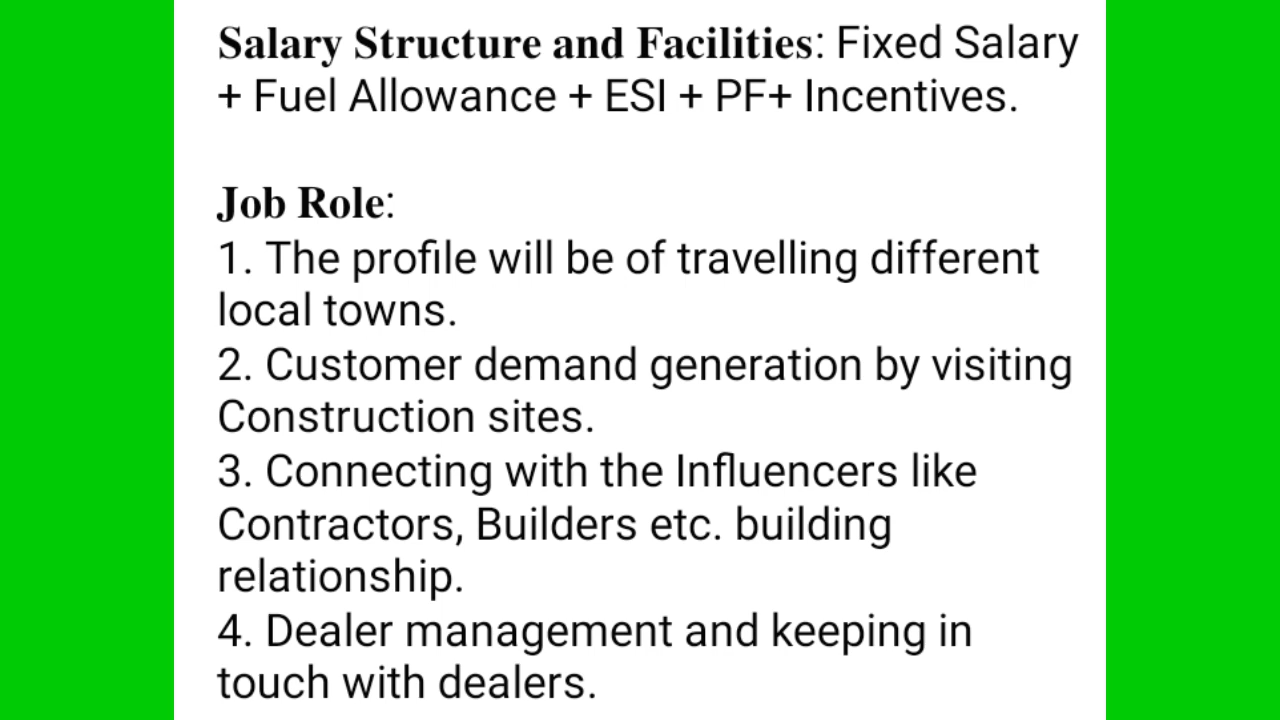 Salary Structure and Facilities: Fixed Salary
+ Fuel Allowance + ESI + PF+ Incentives.
Job Role:
1. The profile will be of travelling different
local towns.
2. Customer demand generation by visiting
Construction sites.
3. Connecting with the Influencers like
Contractors, Builders etc. building
relationship.
4. Dealer management and keeping in
touch with dealers.